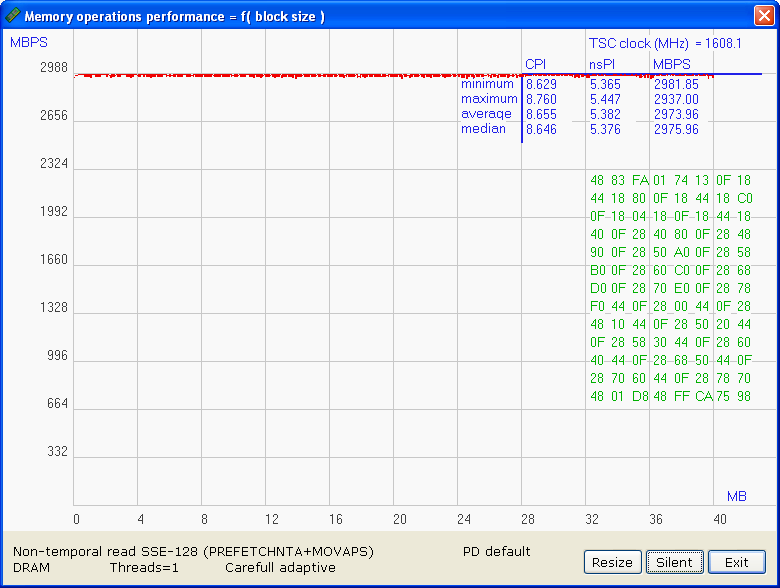 Memory operations performance = f( block size )
MBPS
TSC clock (MHz) = 1608.1
CPI nsPI MBPS
minimum 8.629 5.365 2981.85
maximum 8.760 5.447 2937.00
average 8.655 5.382 2973.96
median 8.646 5.376 2975.96
2988
2656
2324
1992
1660
1328
996
664
332
48 83 FA 01 74 13 0F 18
44 18 80 0F 18 44 18 C0
0F 18 04 18 0F 18 44 18
40 0F 28 40 80 0F 28 48
90 0F 28 50 A0 0F 28 58
B0 0F 28 60 C0 0F 28 68
D0 0F 28 70 E0 0F 28 78
F0 44 0F 28 00 44 0F 28
48 10 44 0F 28 50 20 44
0F 28 58 30 44 0F 28 60
40 44 0F 28 68 50 44 0F
28 70 60 44 0F 28 78 70
48 01 D8 48 FF CA 75 98
MB
0 4 8 12 16 20 24 28 32 36 40
Non-temporal read SSE-128 (PREFETCHNTA+MOVAPS) PD default
DRAM Threads=1 Carefull adaptive
Resize Silent Exit